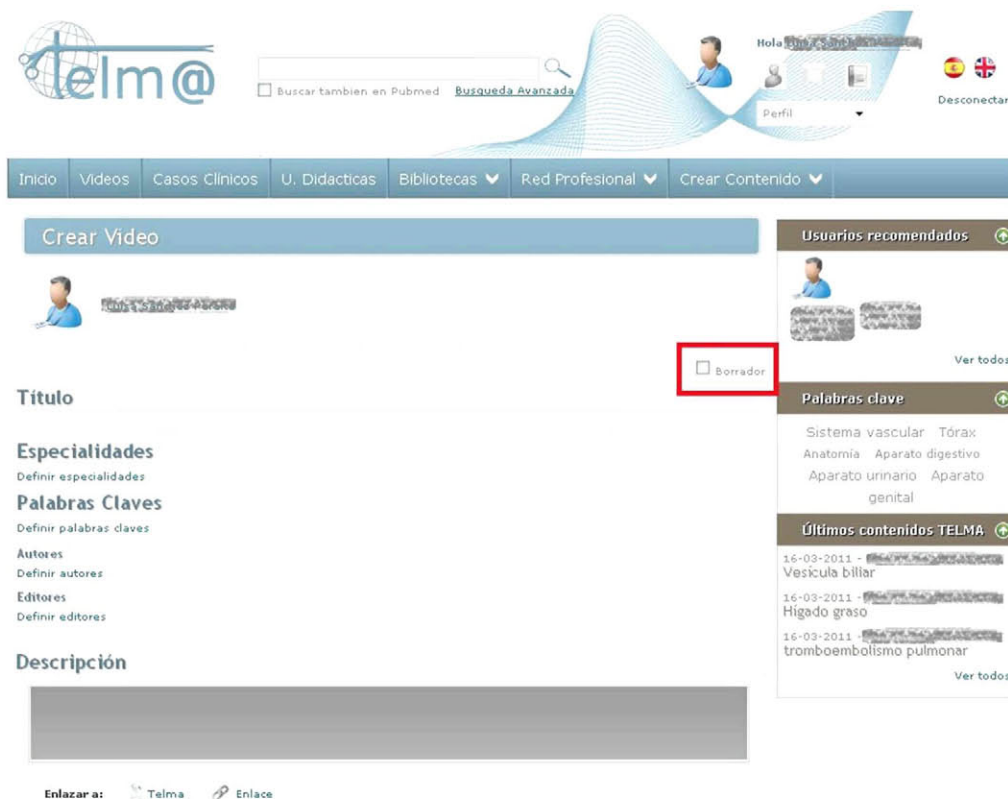 Telm@
Hola
Buscar tambien en Pubmed Busqueda Avanzada
Perfil
Desconectar
Inicio Videos Casos Clínicos U. Didacticas Bibliotecas Red Profesional Crear Contenido
Crear Video
Borrador
Título
Especialidades
Definir especialidades
Palabras Claves
Definir palabras claves
Autores
Definir autores
Editores
Definir editores
Descripción
Enlazar a: Telma Enlace
Usuarios recomendados
Ver todos
Palabras clave
Sistema vascular Tórax
Anatomía Aparato digestivo
Aparato urinario Aparato
genital
Últimos contenidos TELMA
16-03-2011 -
Vesícula biliar
16-03-2011 -
Hígado graso
16-03-2011 -
tromboembolismo pulmonar
Ver todos